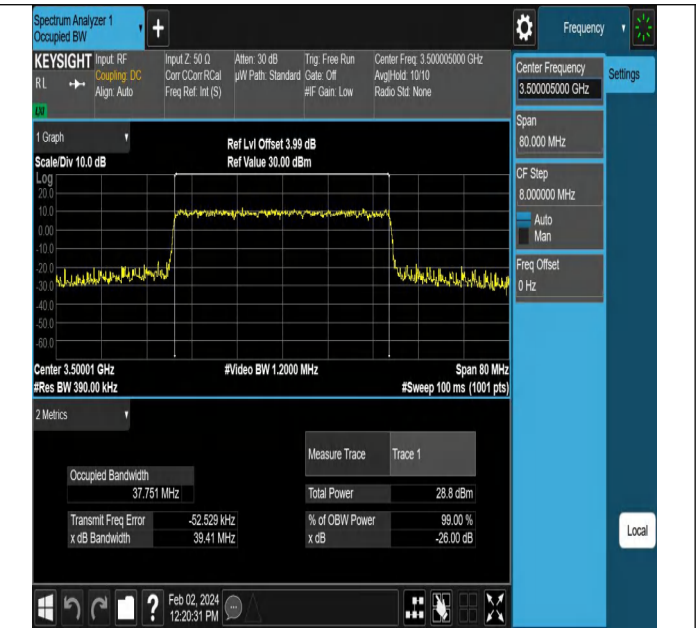 Spectrum Analyzer 1
Occupied BW
Frequency
KEYSIGHT
RL
Input: RF
Coupling: DC
Align: Auto
Input Z: 50 Ω
Corr CCorr RCal
Freq Ref: Int (S)
Atten: 30 dB
µW Path: Standard
Trig: Free Run
Gate: Off
#IF Gain: Low
Center Freq: 3.500005000 GHz
Avg|Hold: 10/10
Radio Std: None
Center Frequency
3.500005000 GHz
Settings
Span
80.000 MHz
CF Step
8.000000 MHz
Auto
Man
Freq Offset
0 Hz
1 Graph
Scale/Div 10.0 dB
Ref Lvl Offset 3.99 dB
Ref Value 30.00 dBm
Log
20.0
10.0
0.00
-10.0
-20.0
-30.0
-40.0
-50.0
-60.0
Center 3.50001 GHz
#Video BW 1.2000 MHz
Span 80 MHz
#Res BW 390.00 kHz
#Sweep 100 ms (1001 pts)
2 Metrics
Measure Trace
Trace 1
Occupied Bandwidth
37.751 MHz
Total Power
28.8 dBm
Transmit Freq Error
-52.529 kHz
% of OBW Power
99.00 %
x dB Bandwidth
39.41 MHz
x dB
-26.00 dB
Local
?
Feb 02, 2024
12:20:31 PM